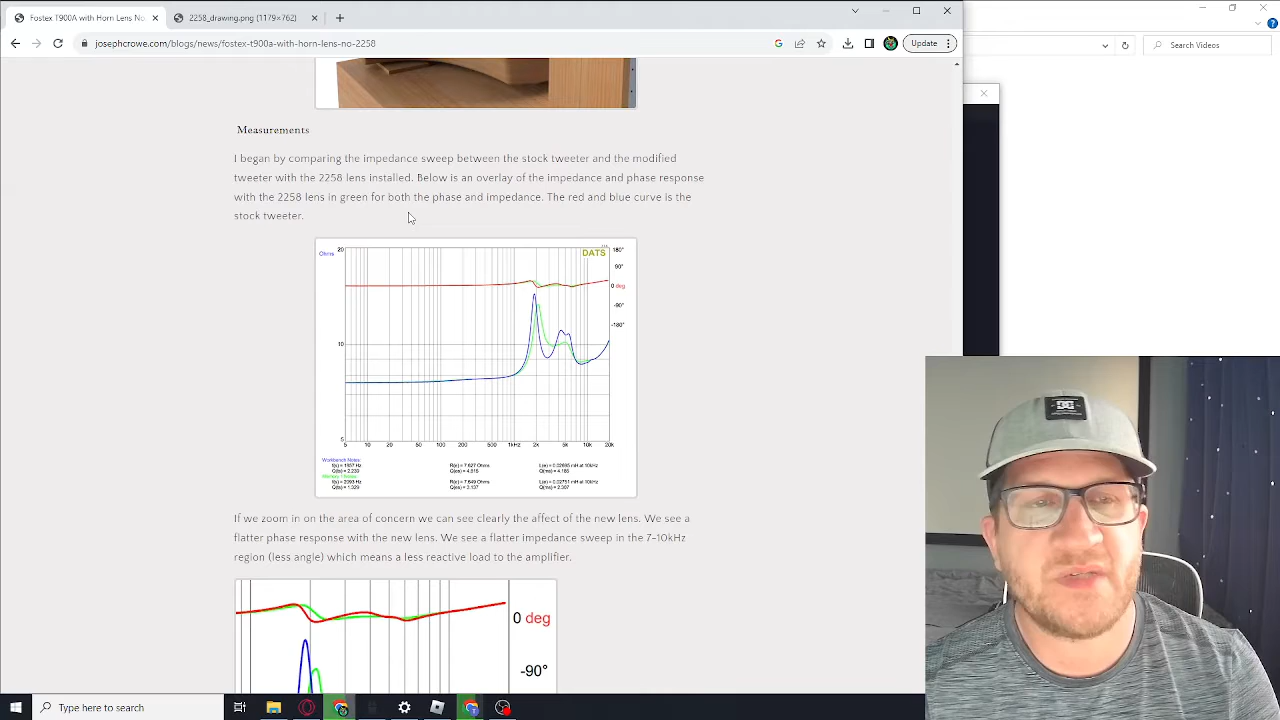 Fostex T900A with Horn Lens No.
2258_drawing.png (1179×762)
josephcrowe.com/blogs/news/fostex-t900a-with-horn-lens-no-2258
Update
Search Videos
Measurements
I began by comparing the impedance sweep between the stock tweeter and the modified
tweeter with the 2258 lens installed. Below is an overlay of the impedance and phase response
with the 2258 lens in green for both the phase and impedance. The red and blue curve is the
stock tweeter.
Ohms
20
DATS
180°
90°
0 deg
-90°
-180°
10
5
5 10 20 50 100 200 500 1kHz 2k 5k 10k 20K
If we zoom in on the area of concern we can see clearly the affect of the new lens. We see a
flatter phase response with the new lens. We see a flatter impedance sweep in the 7-10kHz
region (less angle) which means a less reactive load to the amplifier.
0 deg
-90°
Type here to search